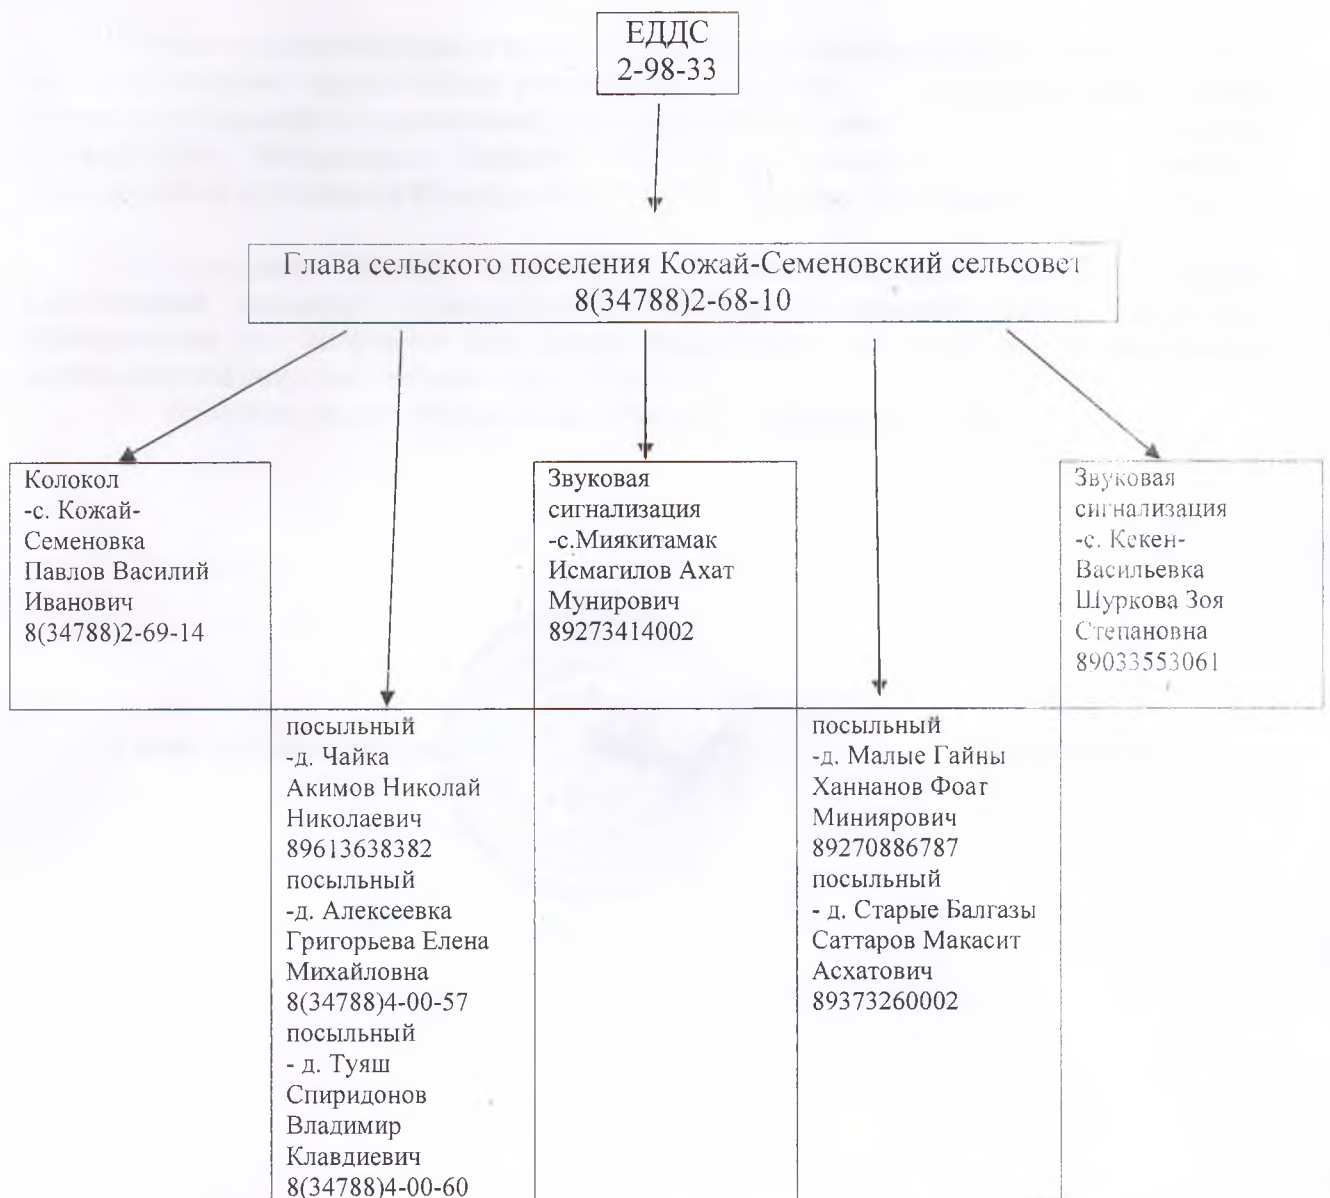 ЕДДС
2-98-33
Глава сельского поселения Кожай-Семеновский сельсовет
8(34788)2-68-10
Колокол
-с. Кожай-
Семеновка
Павлов Василий
Иванович
8(34788)2-69-14
посыльный
-д. Чайка
Акимов Николай
Николаевич
89613638382
посыльный
-д. Алексеевка
Григорьева Елена
Михайловна
8(34788)4-00-57
посыльный
- д. Туяш
Спиридонов
Владимир
Клавдиевич
8(34788)4-00-60
Звуковая
сигнализация
-с.Миякитамак
Исмагилов Ахат
Мунирович
89273414002
посыльный
-д. Малые Гайны
Ханнанов Фоат
Миниярович
89270886787
посыльный
- д. Старые Балгазы
Саттаров Макасит
Асхатович
89373260002
Звуковая
сигнализация
-с. Кекен-
Васильевка
Шуркова Зоя
Степановна
89033553061